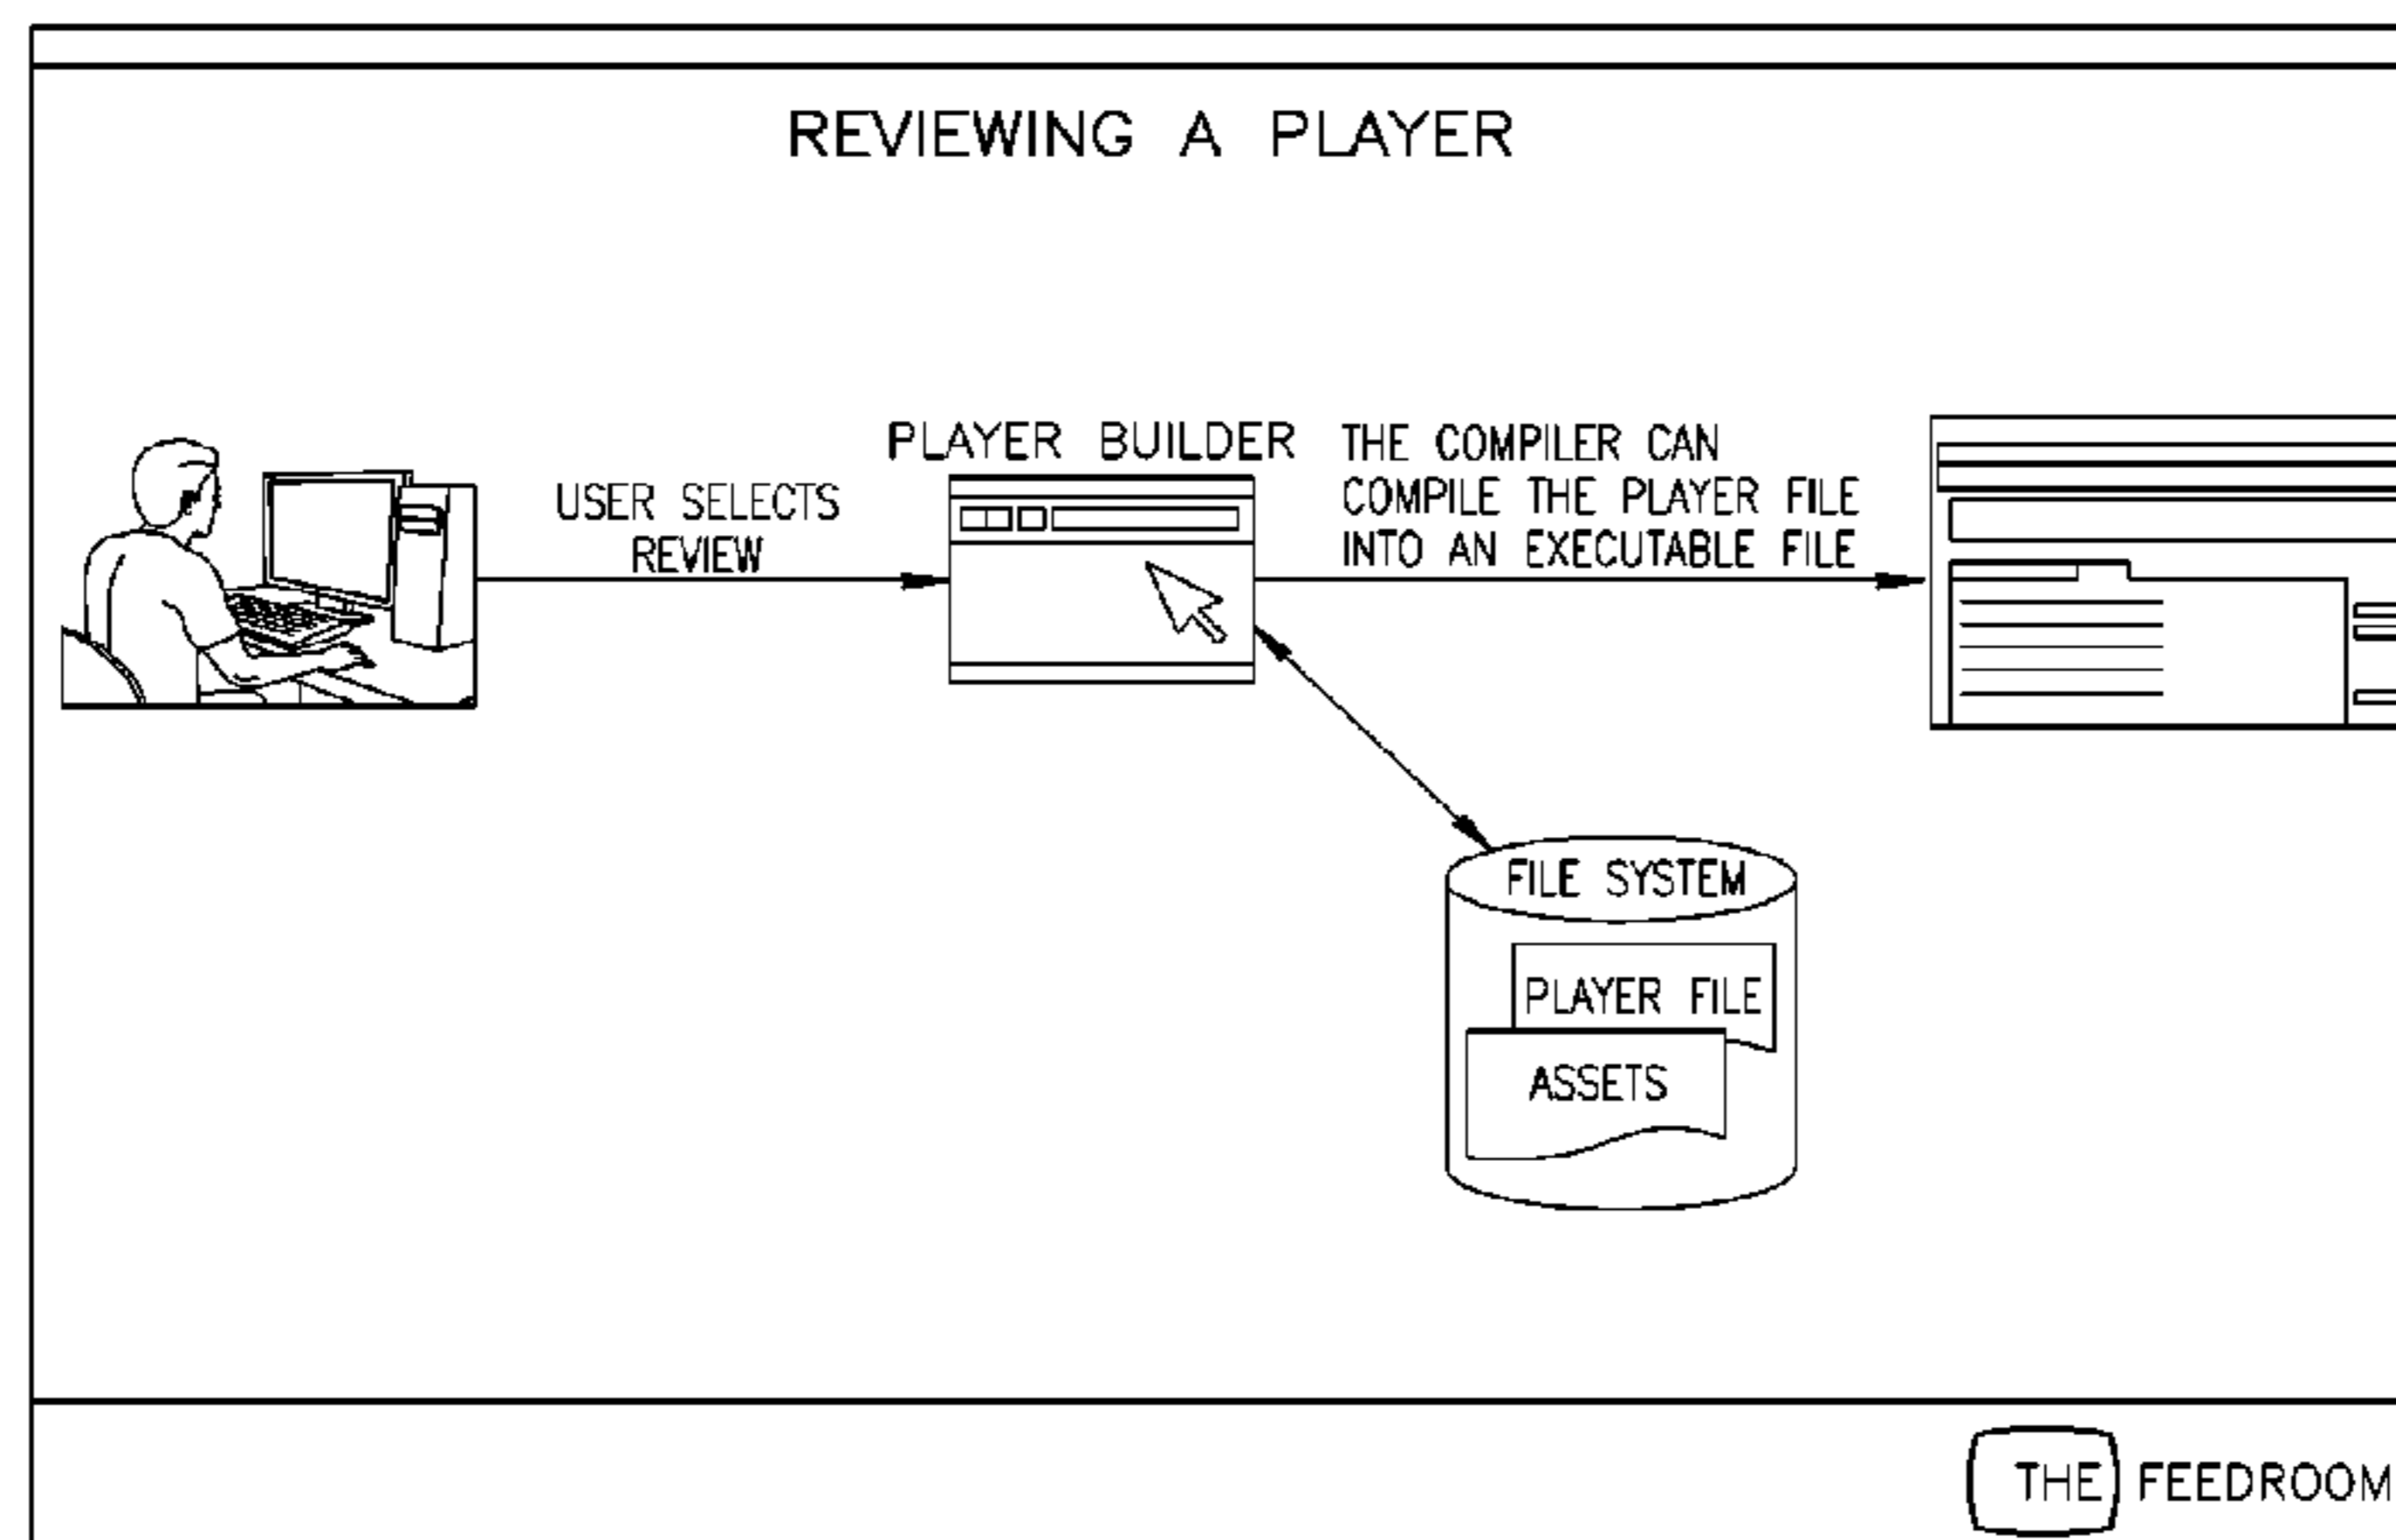 REVIEWING A PLAYER
USER SELECTS
REVIEW
PLAYER BUILDER
THE COMPILER CAN
COMPILE THE PLAYER FILE
INTO AN EXECUTABLE FILE
FILE SYSTEM
PLAYER FILE
ASSETS
THE FEEDROOM